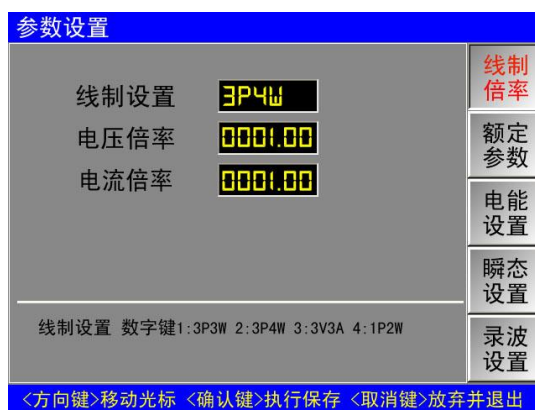 参数设置
线制设置 3P4W
电压倍率 0001.00
电流倍率 0001.00
线制设置 数字键1:3P3W 2:3P4W 3:3V3A 4:1P2W
线制
倍率
额定
参数
电能
设置
瞬态
设置
录波
设置
<方向键>移动光标 <确认键>执行保存 <取消键>放弃并退出